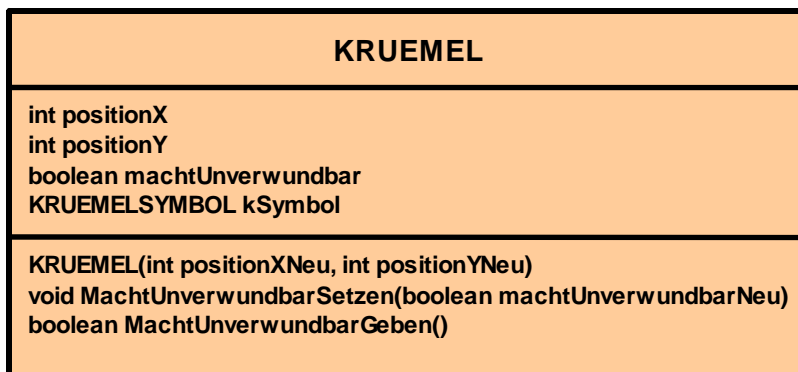 KRUEMEL
int positionX
int positionY
boolean machtUnverwundbar
KRUEMELSYMBOL kSymbol
KRUEMEL(int positionXNeu, int positionYNeu)
void MachtUnverwundbarSetzen(boolean machtUnverwundbarNeu)
boolean MachtUnverwundbarGeben()